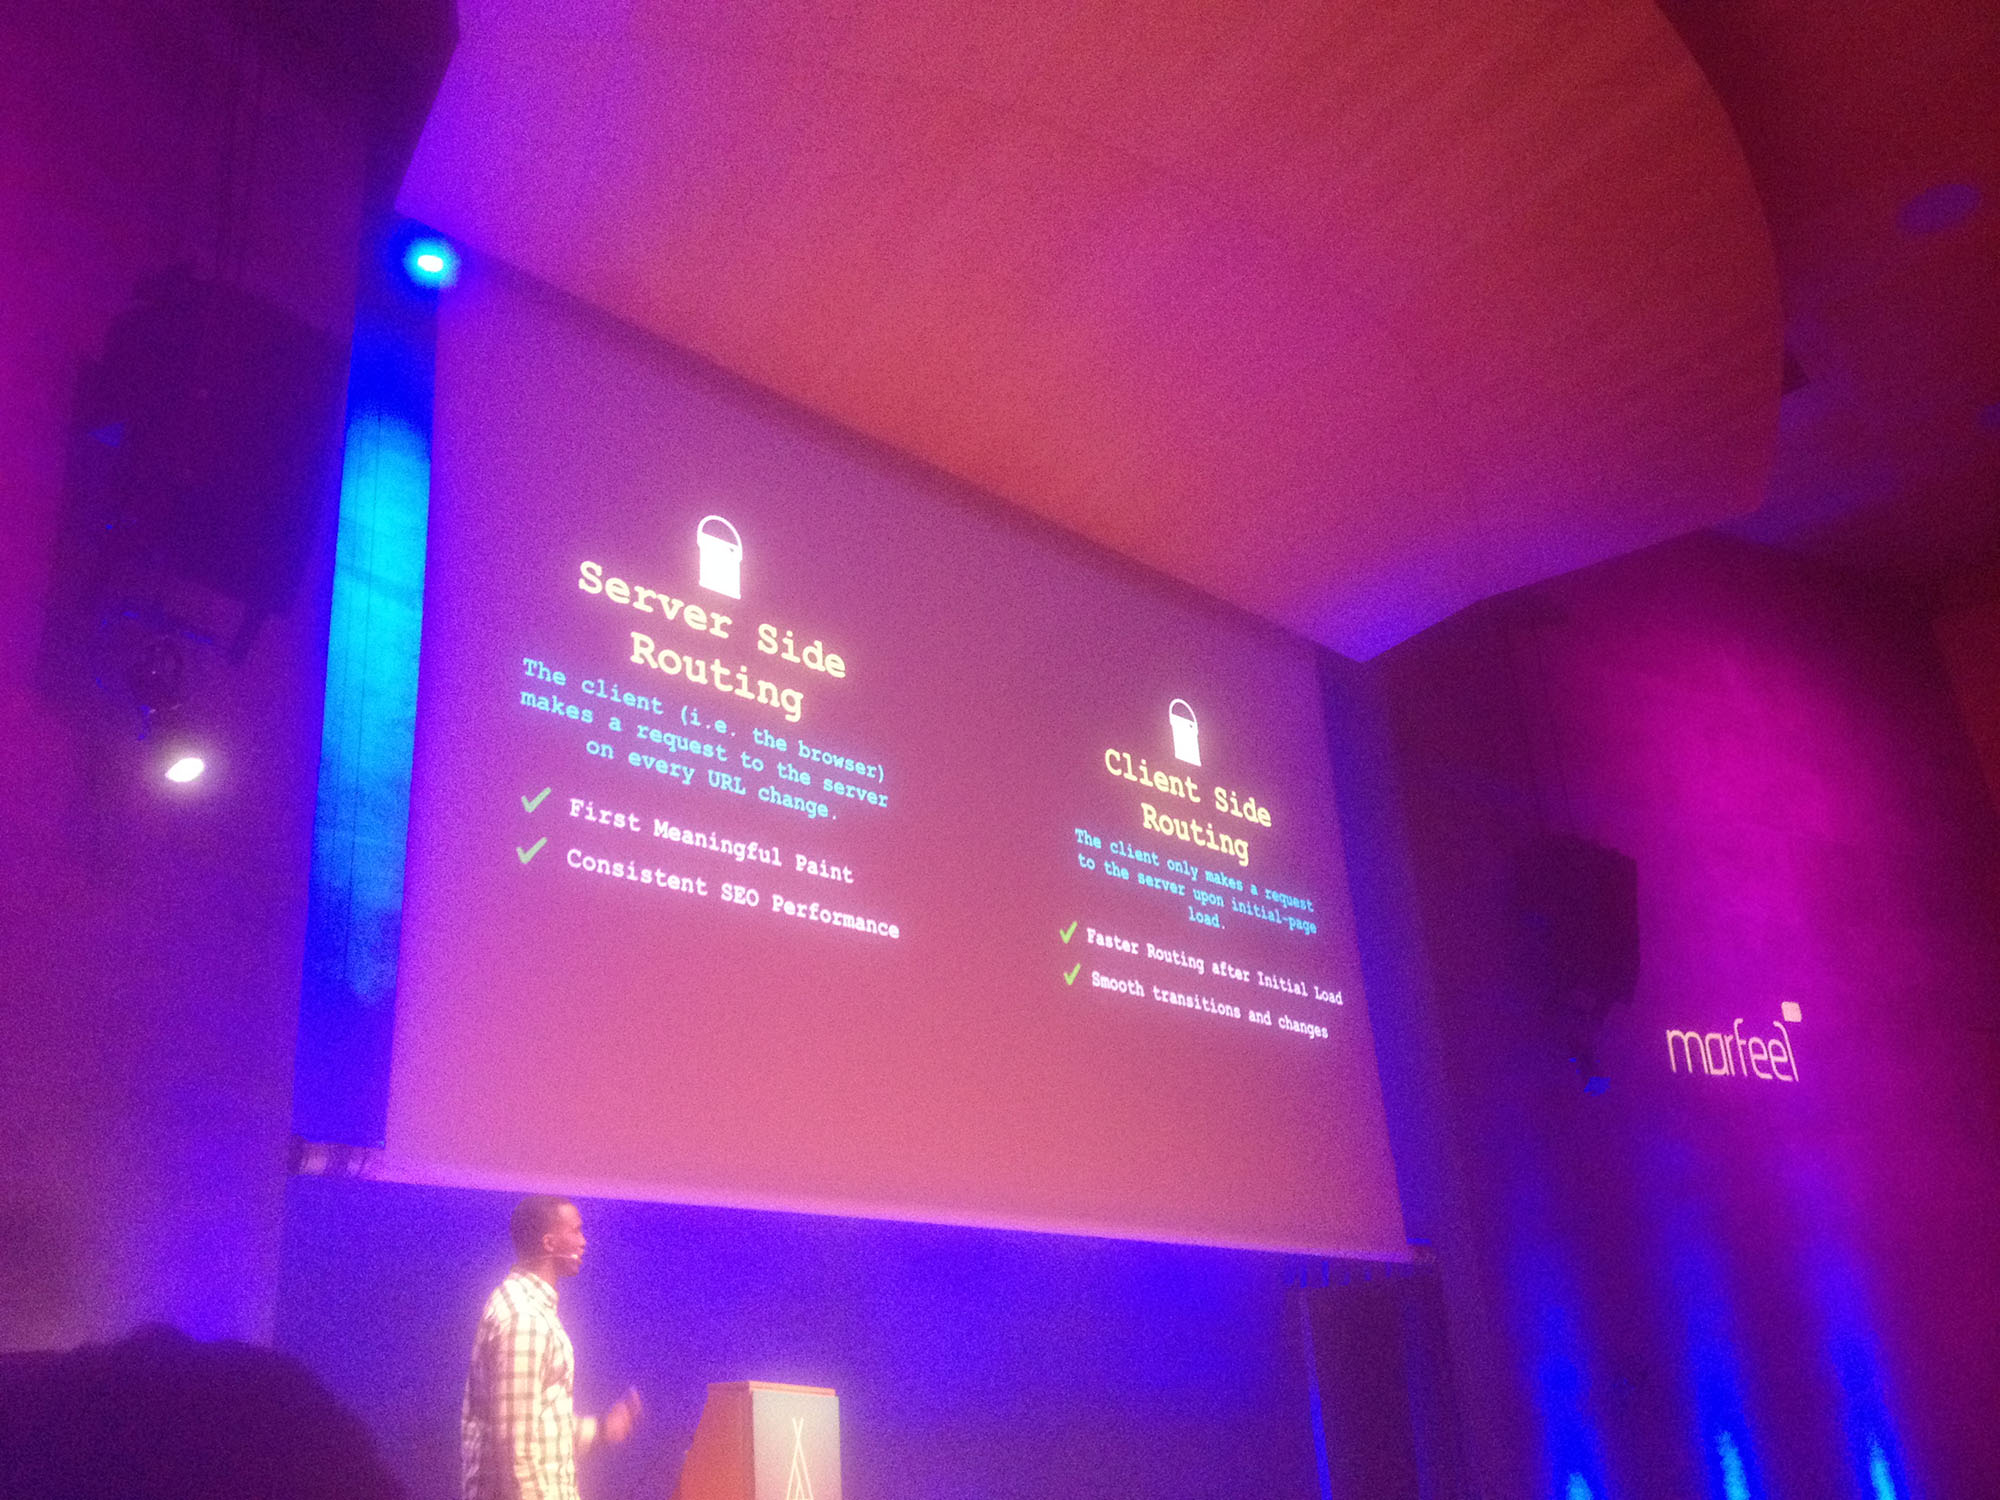 Server Side
Routing
The client (i.e. the browser)
makes a request to the server
on every URL change.
✓ First Meaningful Paint
✓ Consistent SEO Performance
Client Side
Routing
The client only makes a request
to the server upon initial-page
load.
✓ Faster Routing after Initial Load
✓ Smooth transitions and changes
marfeel